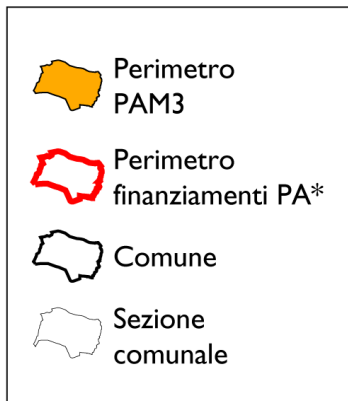 Perimetro
PAM3
Perimetro
finanziamenti PA*
Comune
Sezione
comunale